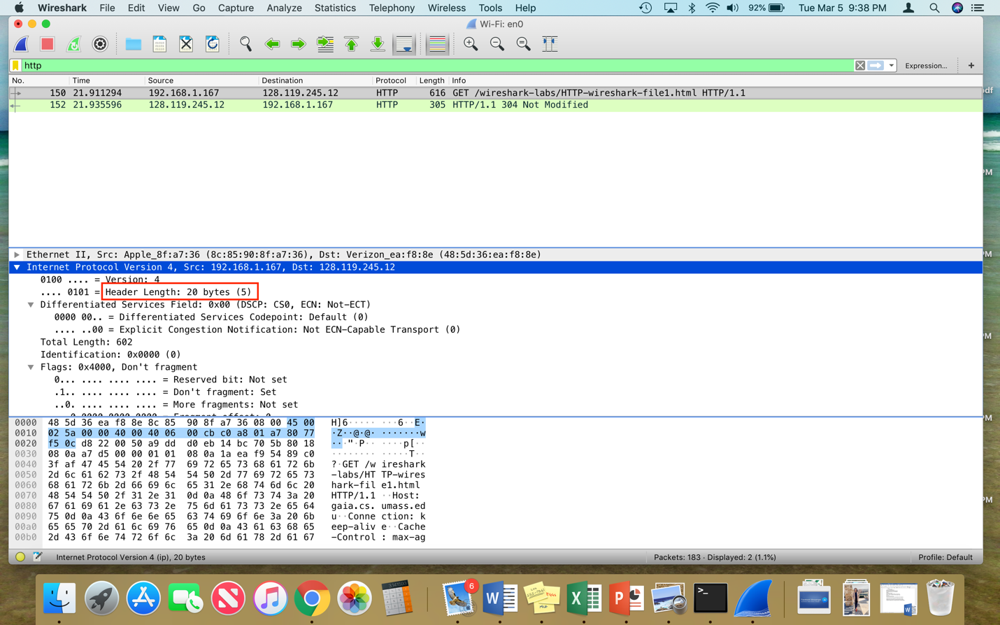 Wireshark File Edit View Go Capture Analyze Statistics Telephony Wireless Tools Help 92% Tue Mar 5 9:38 PM
Wi-Fi: en0
http Expression... +
No. Time Source Destination Protocol Length Info
150 21.911294 192.168.1.167 128.119.245.12 HTTP 616 GET /wireshark-labs/HTTP-wireshark-file1.html HTTP/1.1
152 21.935596 128.119.245.12 192.168.1.167 HTTP 305 HTTP/1.1 304 Not Modified
Ethernet II, Src: Apple_8f:a7:36 (8c:85:90:8f:a7:36), Dst: Verizon_ea:f8:8e (48:5d:36:ea:f8:8e)
Internet Protocol Version 4, Src: 192.168.1.167, Dst: 128.119.245.12
0100 .... = Version: 4
.... 0101 = Header Length: 20 bytes (5)
Differentiated Services Field: 0x00 (DSCP: CS0, ECN: Not-ECT)
0000 00.. = Differentiated Services Codepoint: Default (0)
.... ..00 = Explicit Congestion Notification: Not ECN-Capable Transport (0)
Total Length: 602
Identification: 0x0000 (0)
Flags: 0x4000, Don't fragment
0... .... .... .... = Reserved bit: Not set
.1.. .... .... .... = Don't fragment: Set
..0. .... .... .... = More fragments: Not set
...0 0000 0000 0000 = Fragment offset: 0
0000 48 5d 36 ea f8 8e 8c 85 90 8f a7 36 08 00 45 00 H]6····· ···6··E·
0010 02 5a 00 00 40 00 40 06 00 cb c0 a8 01 a7 80 77 ·Z··@·@· ·······w
0020 f5 0c d8 22 00 50 a9 dd d0 eb 14 bc 70 5b 80 18 ···"·P·· ····p[··
0030 08 0a a7 d5 00 00 01 01 08 0a 1a ea f9 54 89 c0 ········ ·····T··
0040 3f af 47 45 54 20 2f 77 69 72 65 73 68 61 72 6b ?·GET /w ireshark
0050 2d 6c 61 62 73 2f 48 54 54 50 2d 77 69 72 65 73 -labs/HT TP-wires
0060 68 61 72 6b 2d 66 69 6c 65 31 2e 68 74 6d 6c 20 hark-fil e1.html
0070 48 54 54 50 2f 31 2e 31 0d 0a 48 6f 73 74 3a 20 HTTP/1.1 ··Host:
0080 67 61 69 61 2e 63 73 2e 75 6d 61 73 73 2e 65 64 gaia.cs. umass.ed
0090 75 0d 0a 43 6f 6e 6e 65 63 74 69 6f 6e 3a 20 6b u··Conne ction: k
00a0 65 65 70 2d 61 6c 69 76 65 0d 0a 43 61 63 68 65 eep-aliv e··Cache
00b0 2d 43 6f 6e 74 72 6f 6c 3a 20 6d 61 78 2d 61 67 -Control : max-ag
Internet Protocol Version 4 (ip), 20 bytes Packets: 183 · Displayed: 2 (1.1%) Profile: Default
6